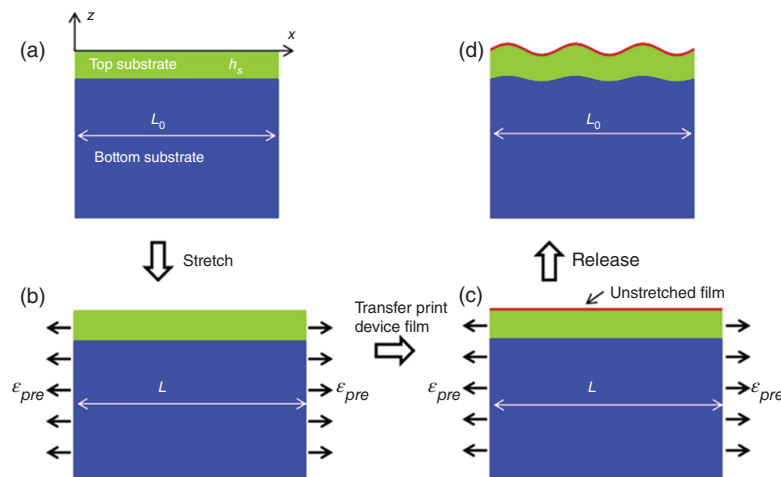 (a)
z
x
Top substrate
h_s
L_0
Bottom substrate
(d)
L_0
Stretch
Release
(b)
ε_pre
L
ε_pre
Transfer print
device film
(c)
Unstretched film
ε_pre
L
ε_pre